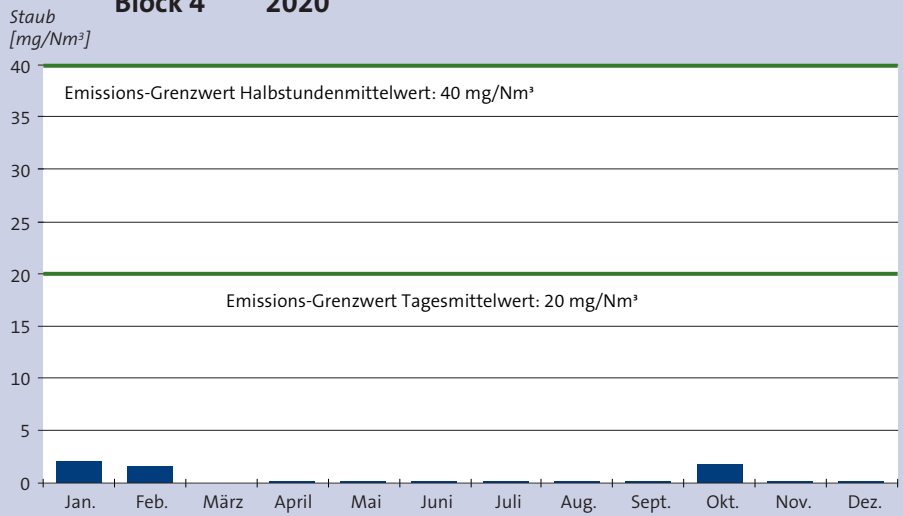 Block 4 2020
Staub
[mg/Nm³]
40
Emissions-Grenzwert Halbstundenmittelwert: 40 mg/Nm³
35
30
25
20
Emissions-Grenzwert Tagesmittelwert: 20 mg/Nm³
15
10
5
0
Jan. Feb. März April Mai Juni Juli Aug. Sept. Okt. Nov. Dez.